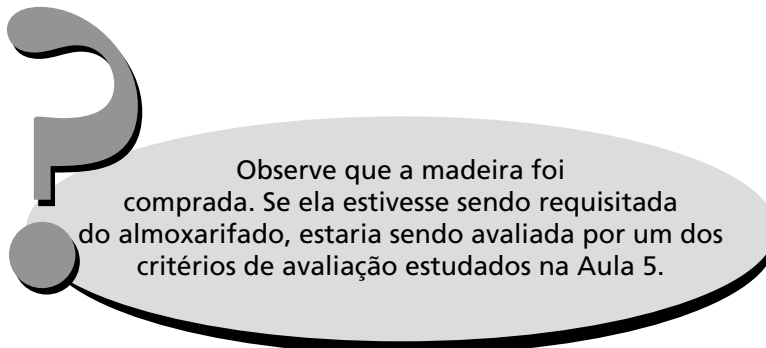 Observe que a madeira foi
comprada. Se ela estivesse sendo requisitada
do almoxarifado, estaria sendo avaliada por um dos
critérios de avaliação estudados na Aula 5.